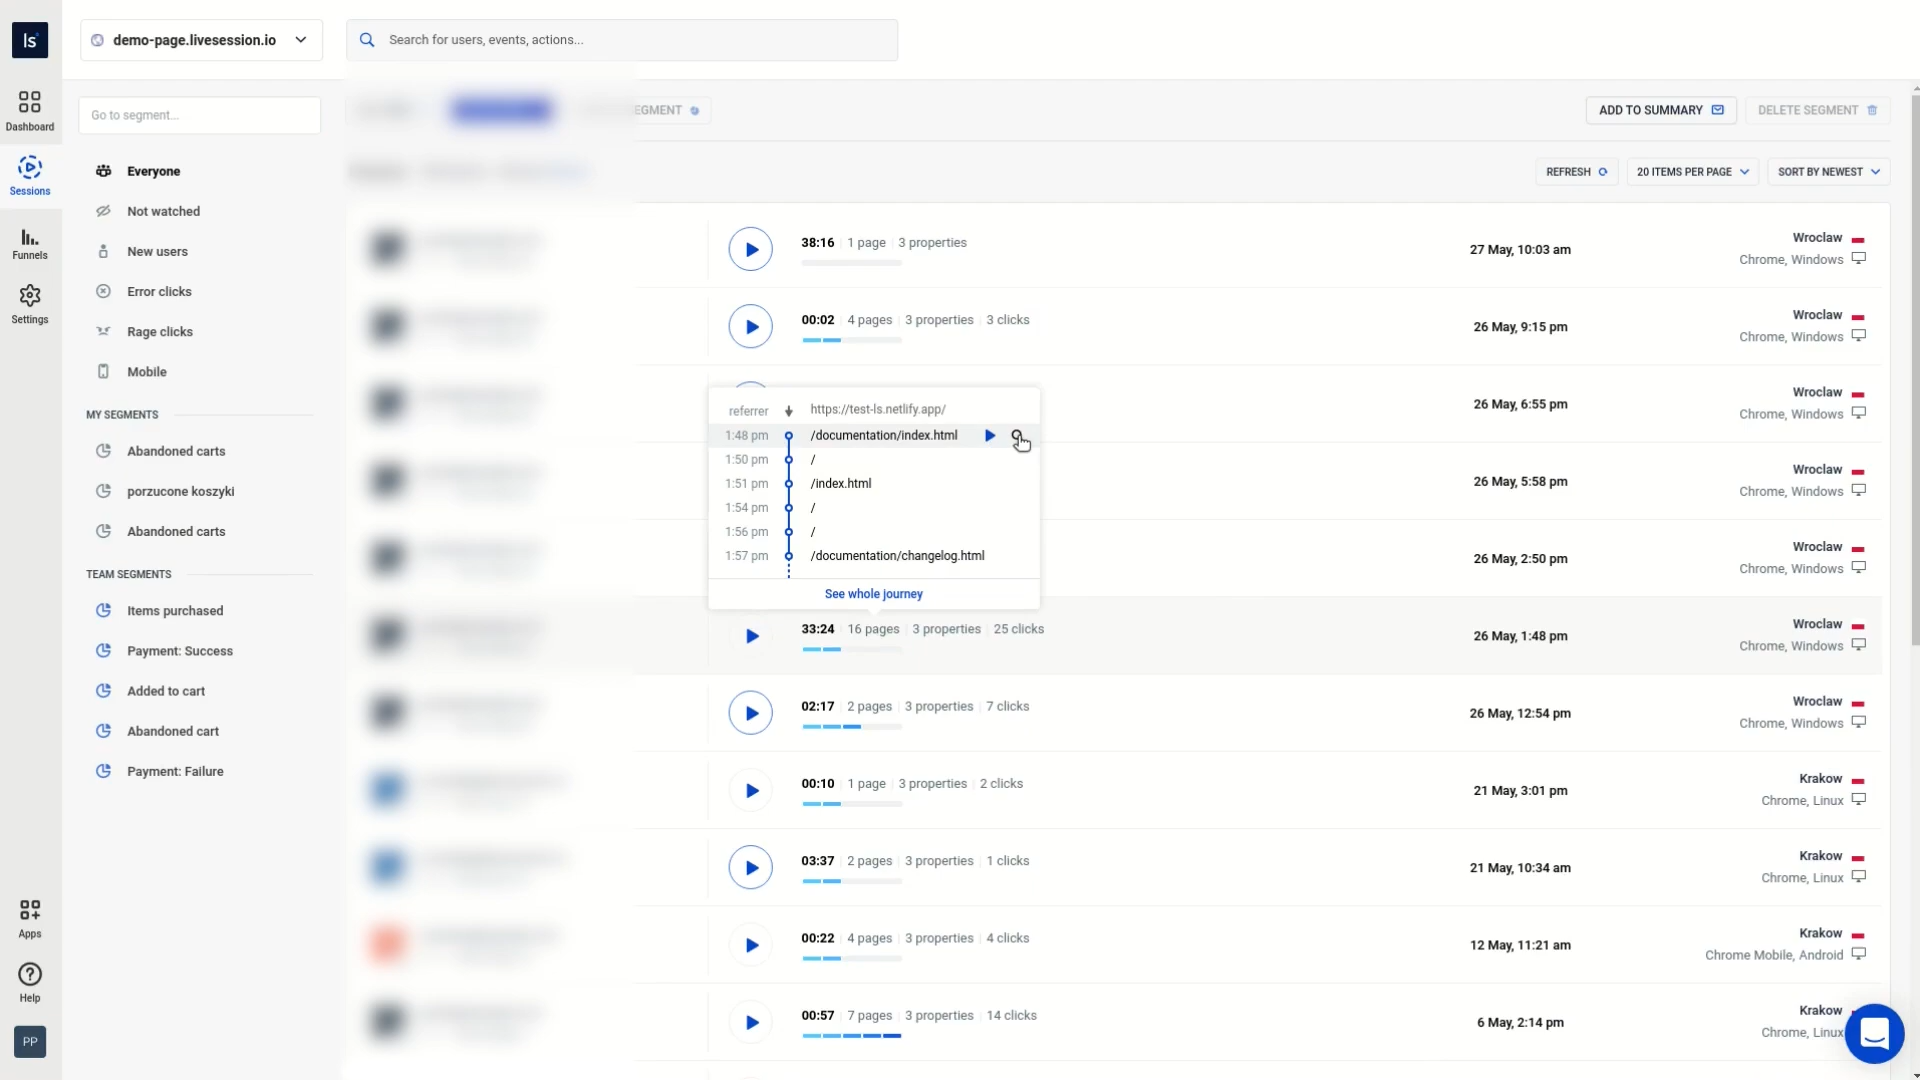 ls
demo-page.livesession.io
Search for users, events, actions...
Dashboard
Sessions
Funnels
Settings
Apps
Help
PP
Go to segment...
Everyone
Not watched
New users
Error clicks
Rage clicks
Mobile
MY SEGMENTS
Abandoned carts
porzucone koszyki
Abandoned carts
TEAM SEGMENTS
Items purchased
Payment: Success
Added to cart
Abandoned cart
Payment: Failure
ADD TO SUMMARY
DELETE SEGMENT
REFRESH
20 ITEMS PER PAGE
SORT BY NEWEST
38:16 1 page 3 properties 27 May, 10:03 am Wroclaw
Chrome, Windows
00:02 4 pages 3 properties 3 clicks 26 May, 9:15 pm Wroclaw
Chrome, Windows
26 May, 6:55 pm Wroclaw
Chrome, Windows
26 May, 5:58 pm Wroclaw
Chrome, Windows
26 May, 2:50 pm Wroclaw
Chrome, Windows
referrer https://test-ls.netlify.app/
1:48 pm /documentation/index.html
1:50 pm /
1:51 pm /index.html
1:54 pm /
1:56 pm /
1:57 pm /documentation/changelog.html
See whole journey
33:24 16 pages 3 properties 25 clicks 26 May, 1:48 pm Wroclaw
Chrome, Windows
02:17 2 pages 3 properties 7 clicks 26 May, 12:54 pm Wroclaw
Chrome, Windows
00:10 1 page 3 properties 2 clicks 21 May, 3:01 pm Krakow
Chrome, Linux
03:37 2 pages 3 properties 1 clicks 21 May, 10:34 am Krakow
Chrome, Linux
00:22 4 pages 3 properties 4 clicks 12 May, 11:21 am Krakow
Chrome Mobile, Android
00:57 7 pages 3 properties 14 clicks 6 May, 2:14 pm Krakow
Chrome, Linux